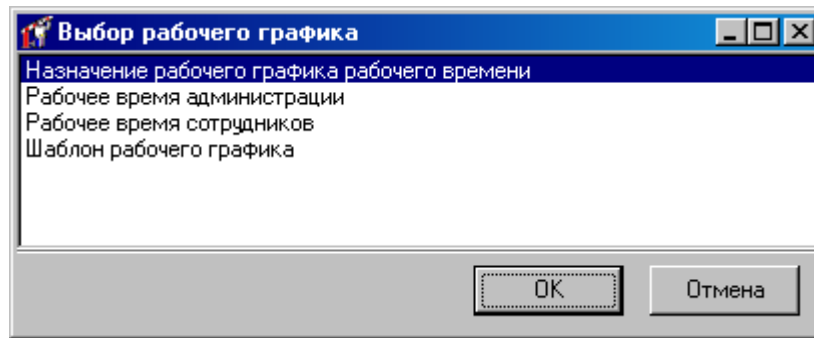 Выбор рабочего графика
Назначение рабочего графика рабочего времени
Рабочее время администрации
Рабочее время сотрудников
Шаблон рабочего графика
OK
Отмена